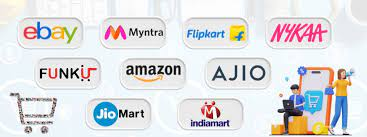 ebay
Myntra
Flipkart
NYKAA
FUNKiT
amazon
AJIO
JioMart
indiamart